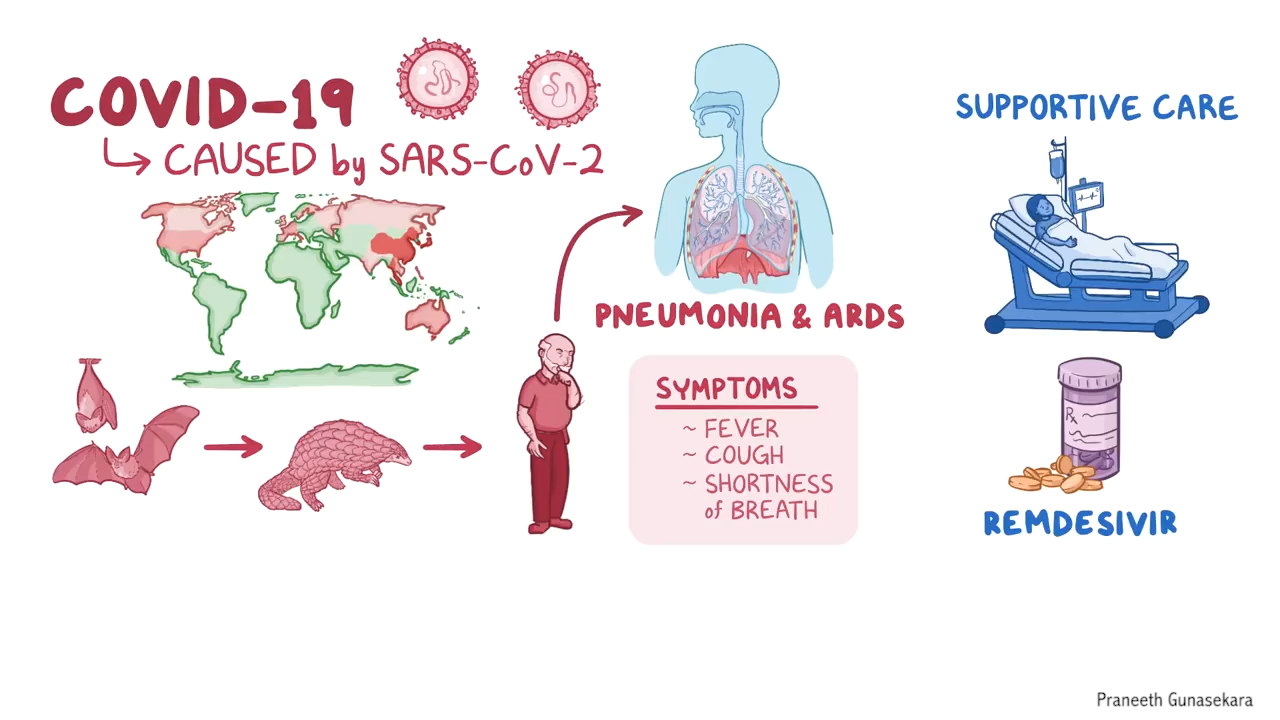 COVID-19
CAUSED by SARS-CoV-2
PNEUMONIA & ARDS
SYMPTOMS
~ FEVER
~ COUGH
~ SHORTNESS
of BREATH
SUPPORTIVE CARE
Rx
REMDESIVIR
Praneeth Gunasekara